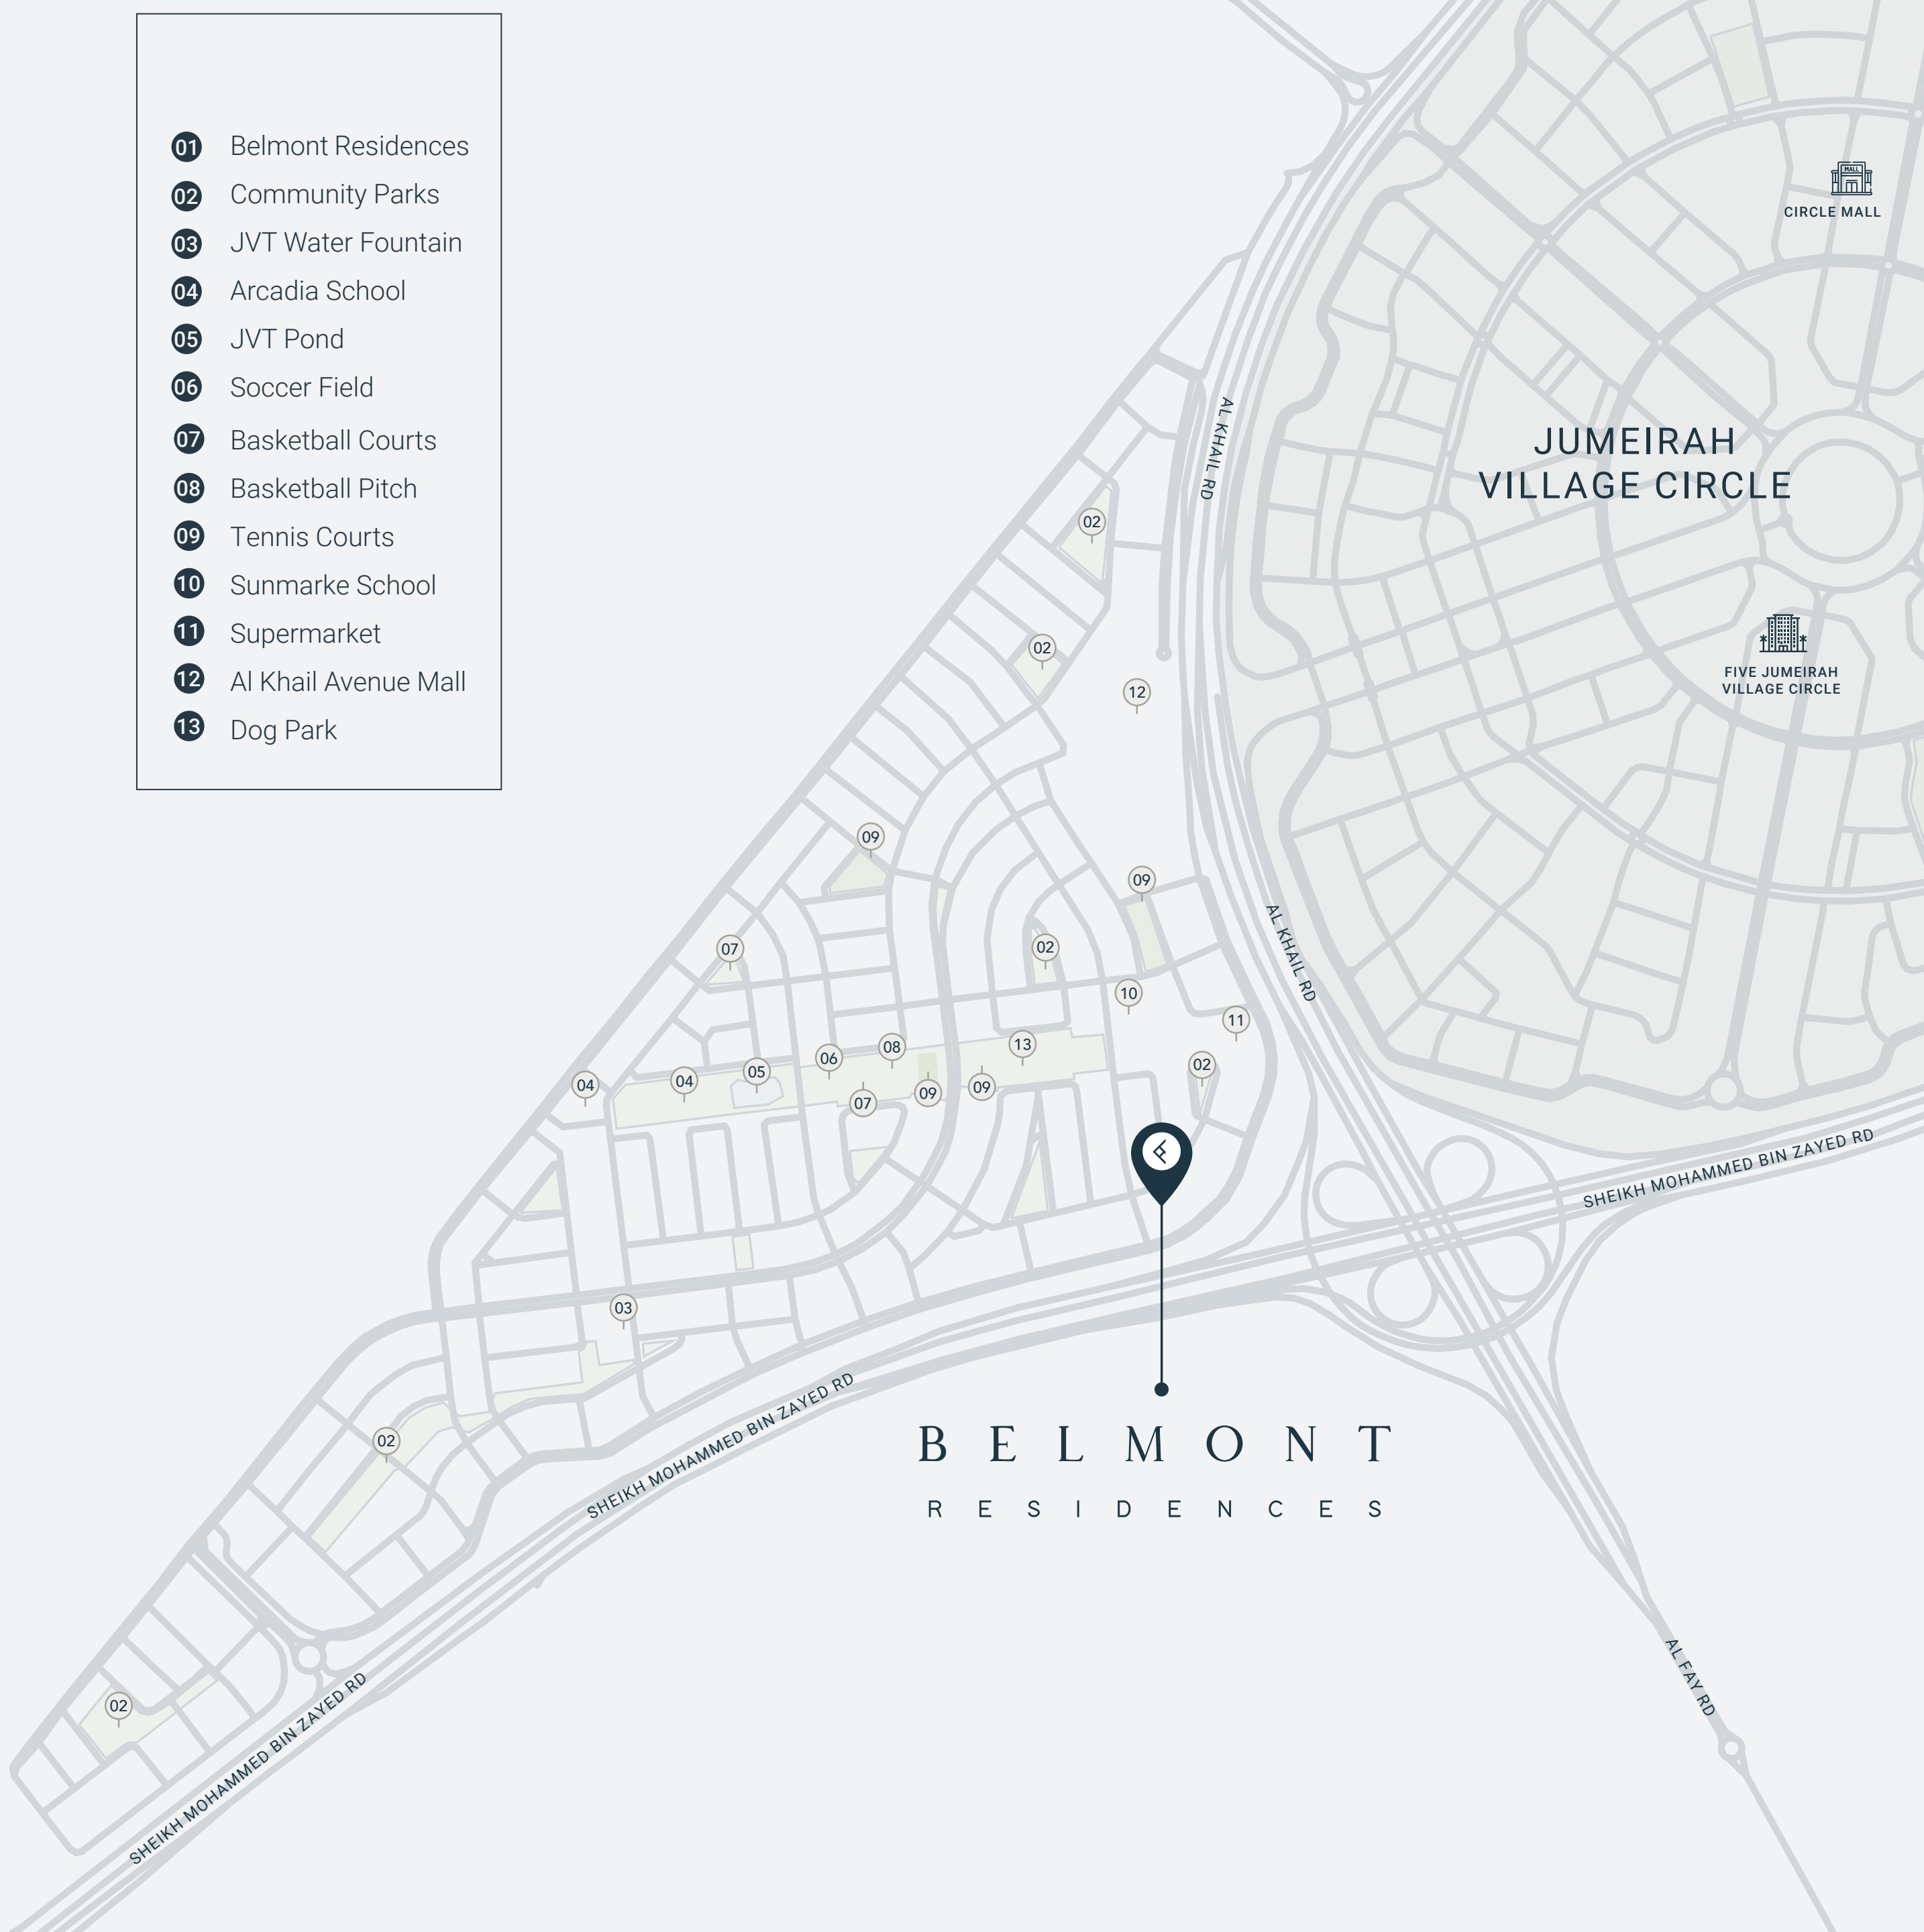 01 Belmont Residences
02 Community Parks
03 JVT Water Fountain
04 Arcadia School
05 JVT Pond
06 Soccer Field
07 Basketball Courts
08 Basketball Pitch
09 Tennis Courts
10 Sunmarke School
11 Supermarket
12 Al Khail Avenue Mall
13 Dog Park
MALL
CIRCLE MALL
AL KHAIL RD
JUMEIRAH
VILLAGE CIRCLE
02
02
FIVE JUMEIRAH
VILLAGE CIRCLE
12
09
09
AL KHAIL RD
07
02
10
11
06
08
13
02
04
04
05
07
09
09
SHEIKH MOHAMMED BIN ZAYED RD
03
SHEIKH MOHAMMED BIN ZAYED RD
02
BELMONT
RESIDENCES
AL FAY RD
02
SHEIKH MOHAMMED BIN ZAYED RD